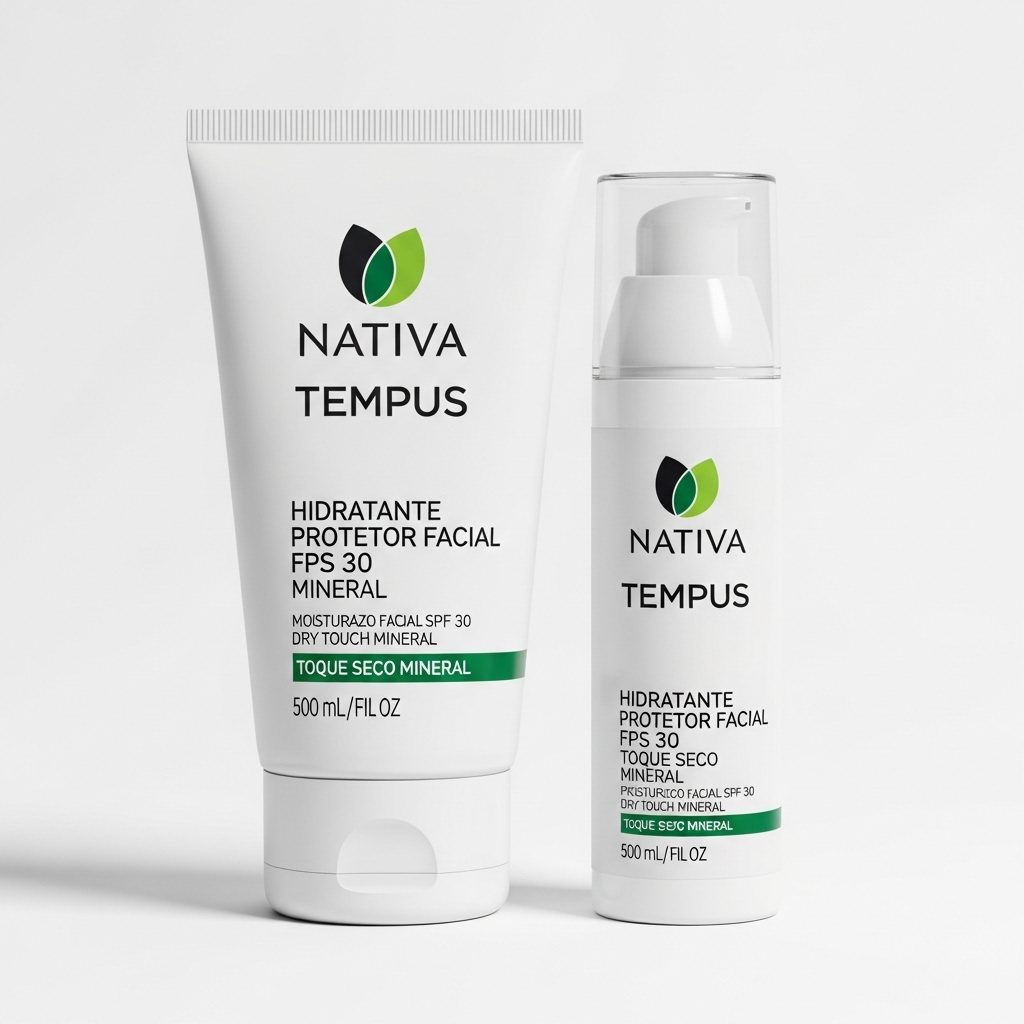 NATIVA
TEMPUS
HIDRATANTE
PROTETOR FACIAL
FPS 30
MINERAL
MOISTURAZO FACIAL SPF 30
DRY TOUCH MINERAL
TOQUE SECO MINERAL
500 mL/FIL OZ
NATIVA
TEMPUS
HIDRATANTE
PROTETOR FACIAL
FPS 30
TOQUE SECO
MINERAL
FACIAL SPF 30
DRY TOUCH MINERAL
TOQUE MINERAL
500 mL/FIL OZ